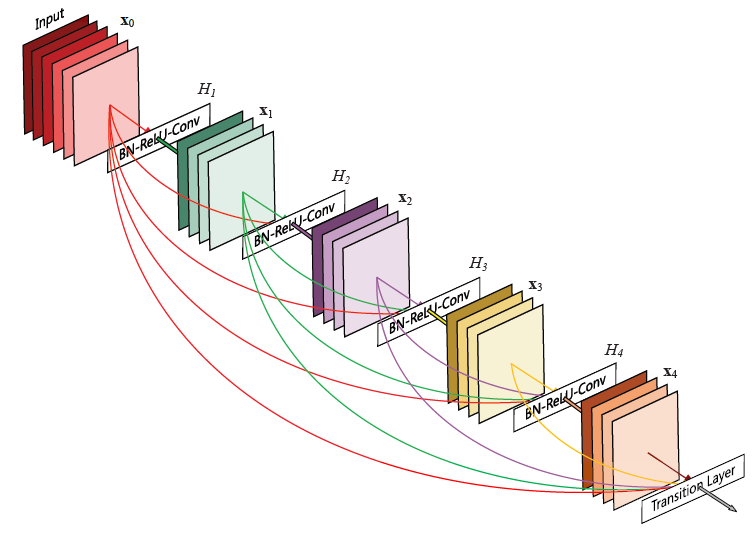 Input
x0
H1
BN-ReLU-Conv
x1
H2
BN-ReLU-Conv
x2
H3
BN-ReLU-Conv
x3
H4
BN-ReLU-Conv
x4
Transition Layer